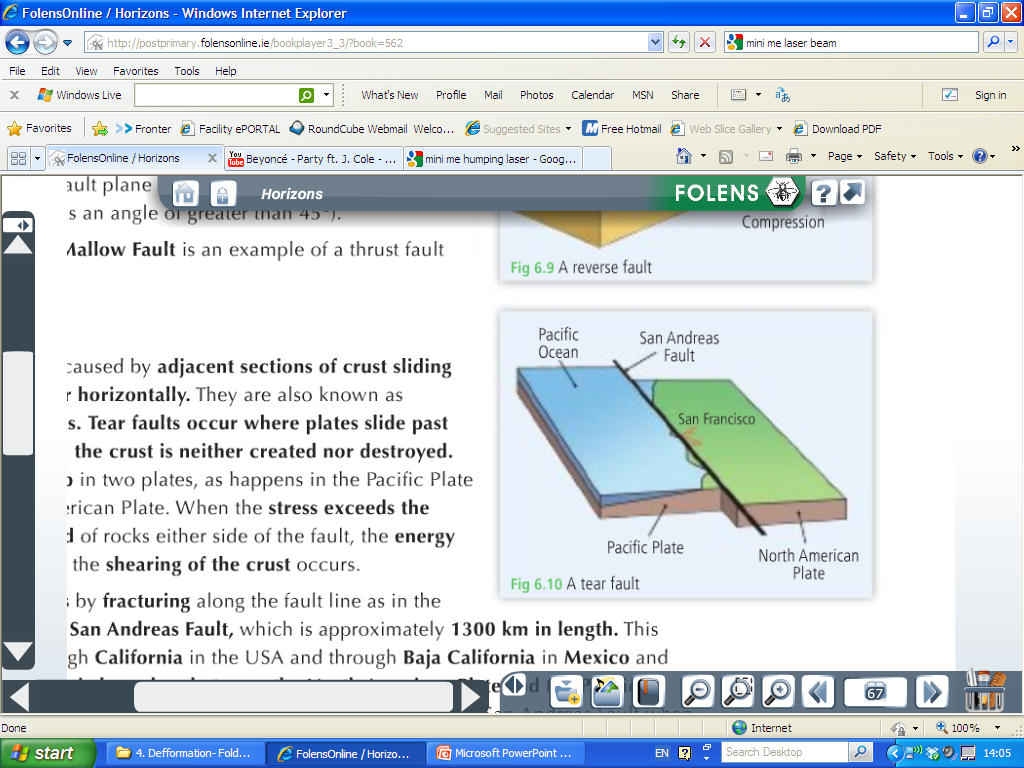 FolensOnline / Horizons - Windows Internet Explorer
http://postprimary.folensonline.ie/bookplayer3_3/?book=562
mini me laser beam
File Edit View Favorites Tools Help
Windows Live What's New Profile Mail Photos Calendar MSN Share Sign in
Favorites Fronter Facility ePORTAL RoundCube Webmail Welco... Suggested Sites Free Hotmail Web Slice Gallery Download PDF
FolensOnline / Horizons You Tube Beyoncé - Party ft. J. Cole - ... mini me humping laser - Goog... Page Safety Tools
Horizons FOLENS ?
ault plane
s an angle of greater than 45°).
Mallow Fault is an example of a thrust fault
Compression
Fig 6.9 A reverse fault
caused by adjacent sections of crust sliding
r horizontally. They are also known as
s. Tear faults occur where plates slide past
the crust is neither created nor destroyed.
in two plates, as happens in the Pacific Plate
erican Plate. When the stress exceeds the
d of rocks either side of the fault, the energy
the shearing of the crust occurs.
s by fracturing along the fault line as in the
San Andreas Fault, which is approximately 1300 km in length. This
gh California in the USA and through Baja California in Mexico and
Pacific
Ocean
San Andreas
Fault
San Francisco
Pacific Plate
North American
Plate
Fig 6.10 A tear fault
67
Done Internet 100%
start 4. Defformation- Fold... FolensOnline / Horizo... Microsoft PowerPoint ... EN Search Desktop 14:05